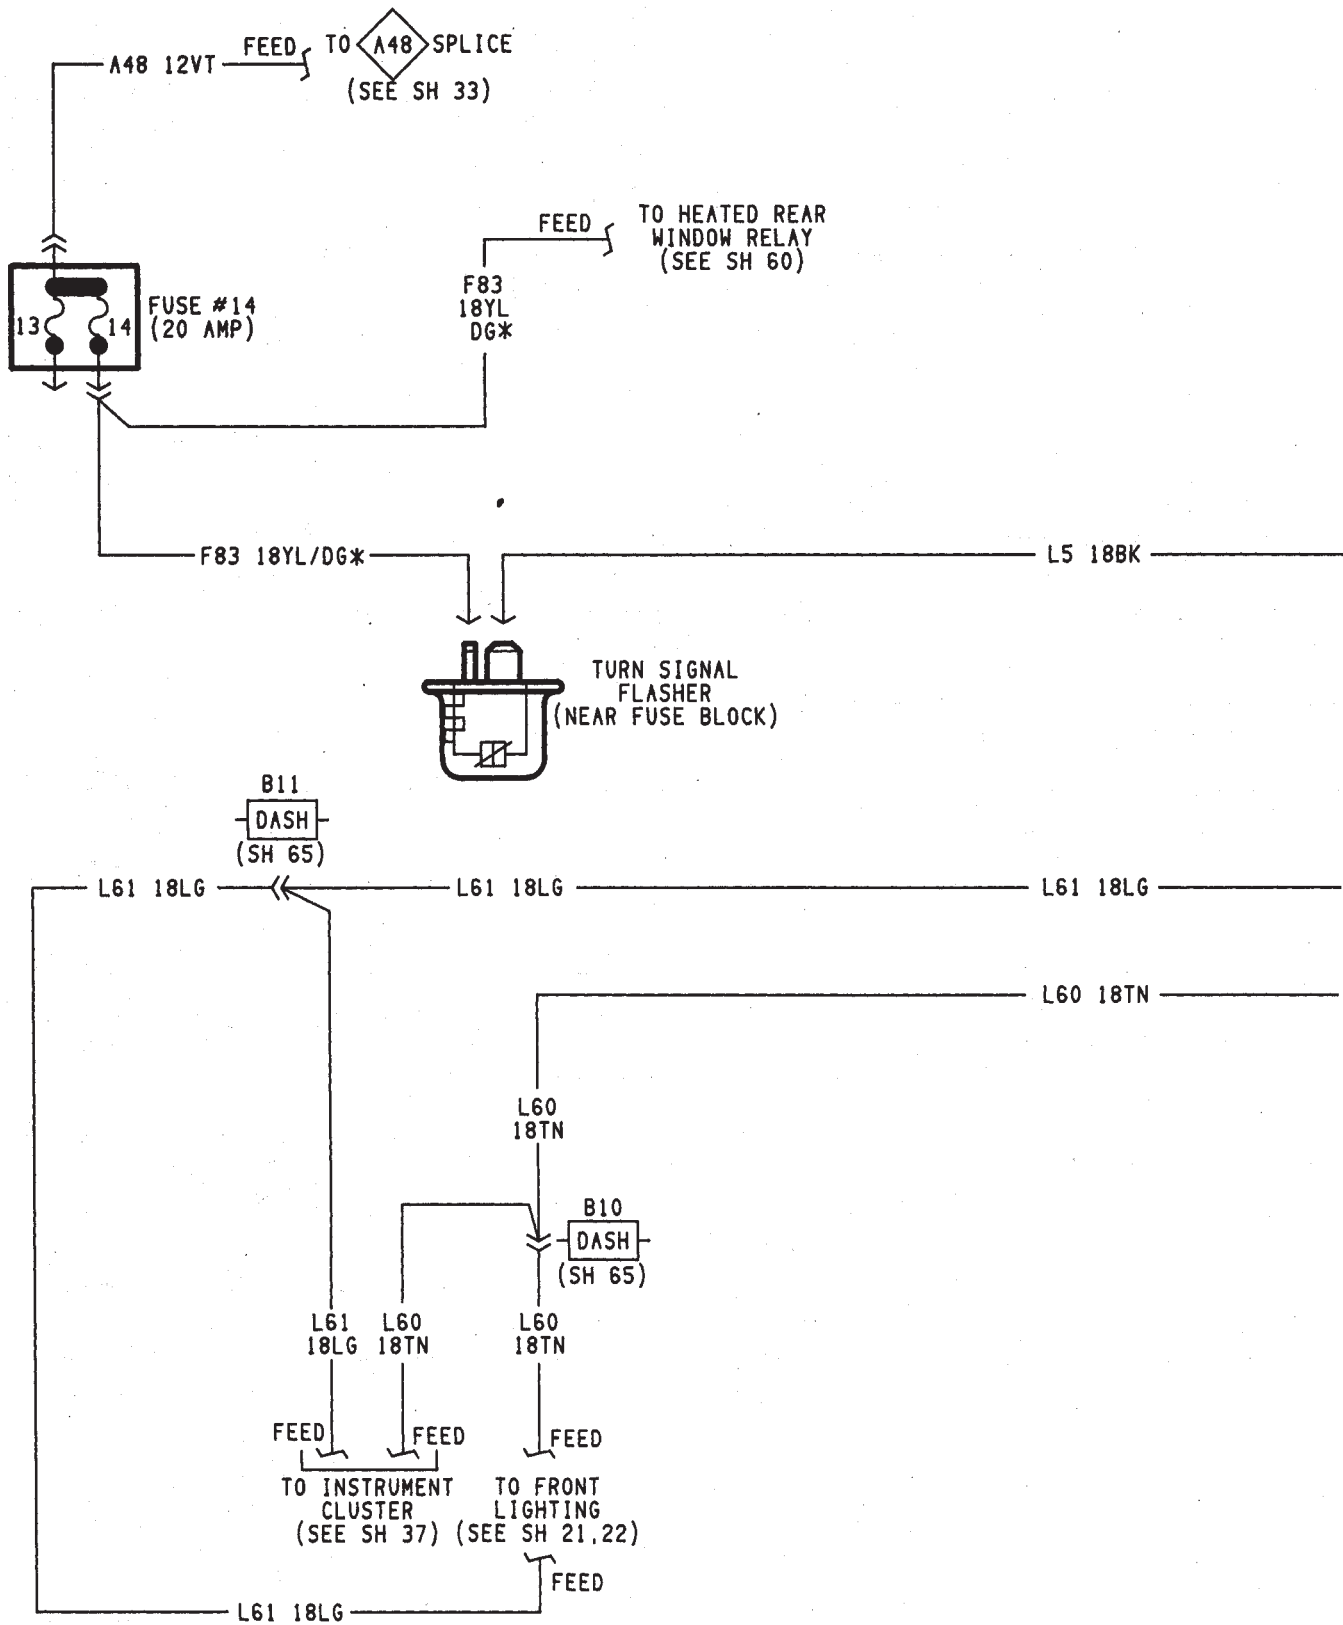 FEED TO A48 SPLICE
A48 12VT
(SEE SH 33)
FEED
TO HEATED REAR
WINDOW RELAY
(SEE SH 60)
F83
18YL
DG*
13 14
FUSE #14
(20 AMP)
F83 18YL/DG*
L5 18BK
TURN SIGNAL
FLASHER
(NEAR FUSE BLOCK)
B11
DASH
(SH 65)
L61 18LG
L61 18LG
L61 18LG
L60 18TN
L60
18TN
B10
DASH
(SH 65)
L61
18LG
L60
18TN
L60
18TN
FEED
FEED
FEED
TO INSTRUMENT
CLUSTER
(SEE SH 37)
TO FRONT
LIGHTING
(SEE SH 21,22)
FEED
L61 18LG